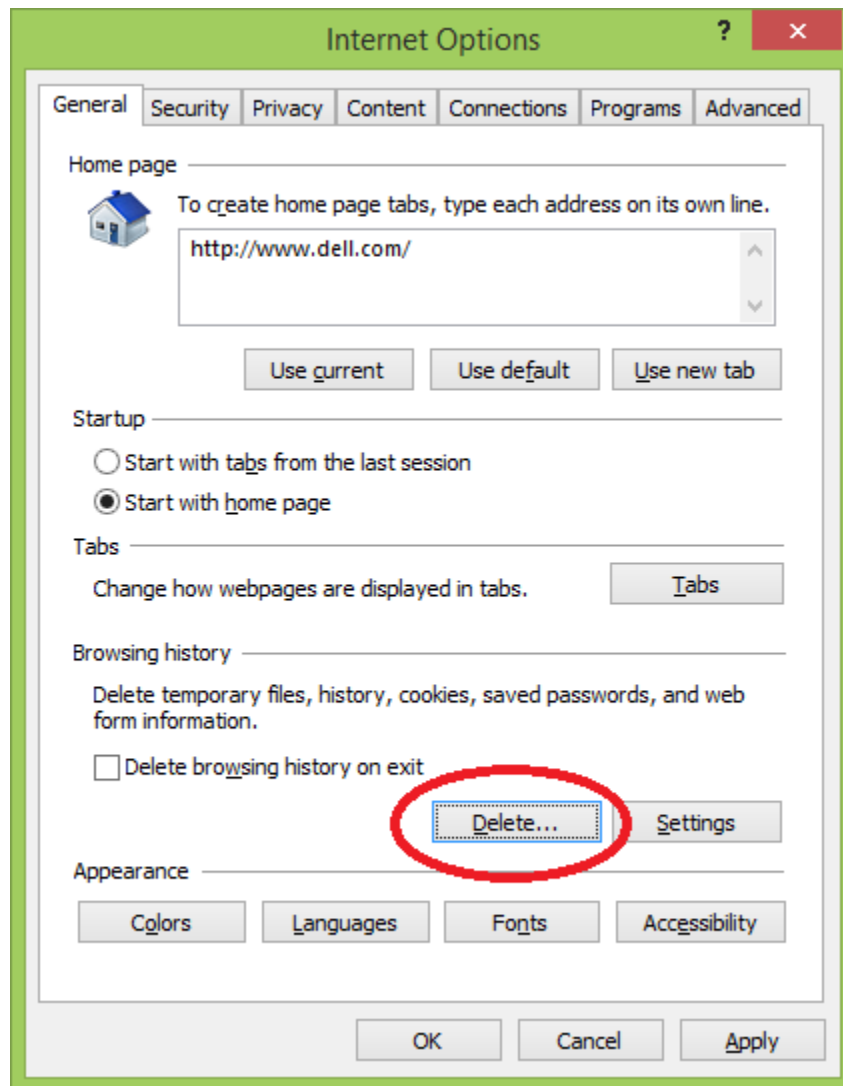 Internet Options
?
×
General Security Privacy Content Connections Programs Advanced
Home page
To create home page tabs, type each address on its own line.
http://www.dell.com/
Use current Use default Use new tab
Startup
Start with tabs from the last session
Start with home page
Tabs
Change how webpages are displayed in tabs. Tabs
Browsing history
Delete temporary files, history, cookies, saved passwords, and web
form information.
Delete browsing history on exit
Delete... Settings
Appearance
Colors Languages Fonts Accessibility
OK Cancel Apply